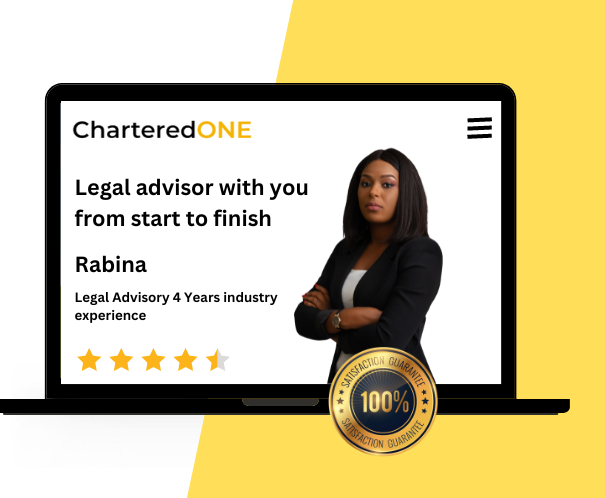 CharteredONE
Legal advisor with you
from start to finish
Rabina
Legal Advisory 4 Years industry
experience
SATISFACTION GUARANTEE
100%
SATISFACTION GUARANTEE